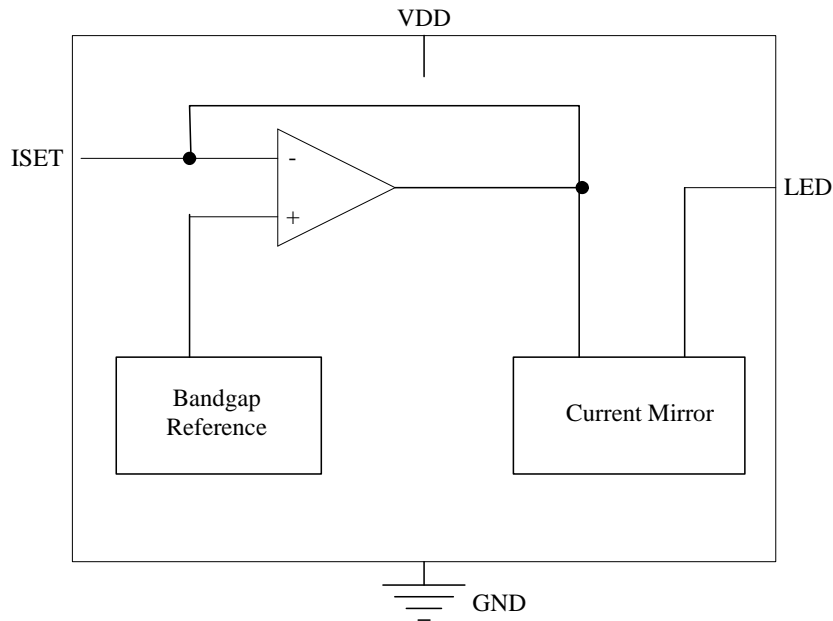 VDD
ISET
-
+
LED
Bandgap
Reference
Current Mirror
GND